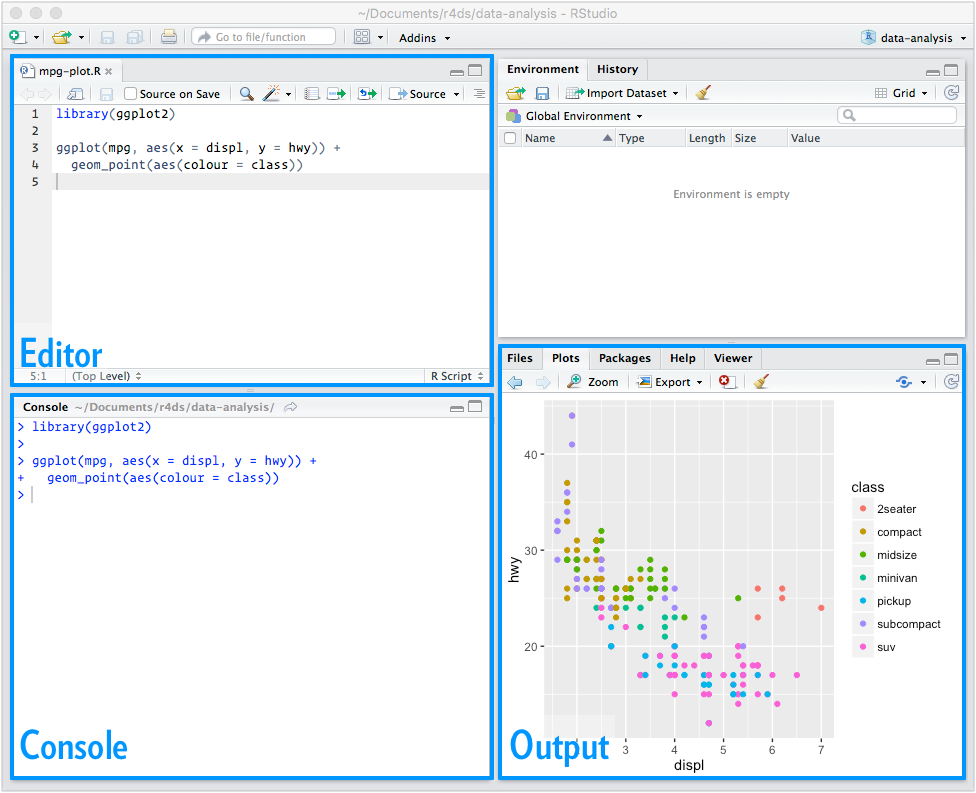 ~/Documents/r4ds/data-analysis - RStudio
Go to file/function
Addins
data-analysis
mpg-plot.R
Source on Save
Source
1 library(ggplot2)
2
3 ggplot(mpg, aes(x = displ, y = hwy)) +
4   geom_point(aes(colour = class))
5
Editor
5:1 (Top Level) R Script
Console ~/Documents/r4ds/data-analysis/
> library(ggplot2)
>
> ggplot(mpg, aes(x = displ, y = hwy)) +
+   geom_point(aes(colour = class))
>
Console
Environment History
Import Dataset Grid
Global Environment
Name Type Length Size Value
Environment is empty
Files Plots Packages Help Viewer
Zoom Export
40
30
20
hwy
3 4 5 6 7
displ
class
2seater
compact
midsize
minivan
pickup
subcompact
suv
Output